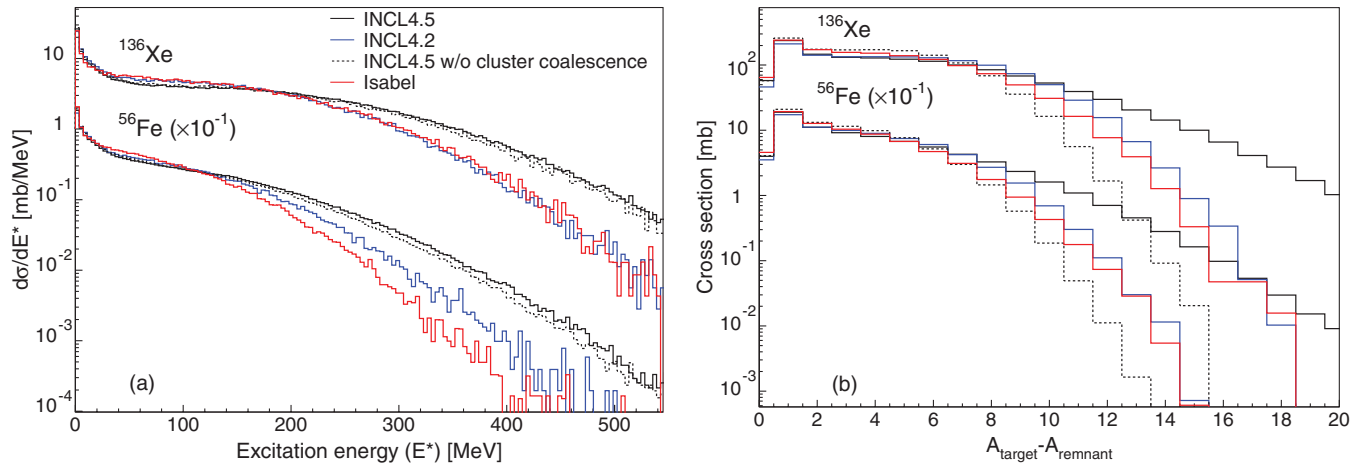 INCL4.5
INCL4.2
INCL4.5 w/o cluster coalescence
Isabel
¹³⁶Xe
⁵⁶Fe (×10⁻¹)
(a)
dσ/dE* [mb/MeV]
10
1
10⁻¹
10⁻²
10⁻³
10⁻⁴
0 100 200 300 400 500
Excitation energy (E*) [MeV]
¹³⁶Xe
⁵⁶Fe (×10⁻¹)
(b)
Cross section [mb]
10²
10
1
10⁻¹
10⁻²
10⁻³
0 2 4 6 8 10 12 14 16 18 20
A_target-A_remnant